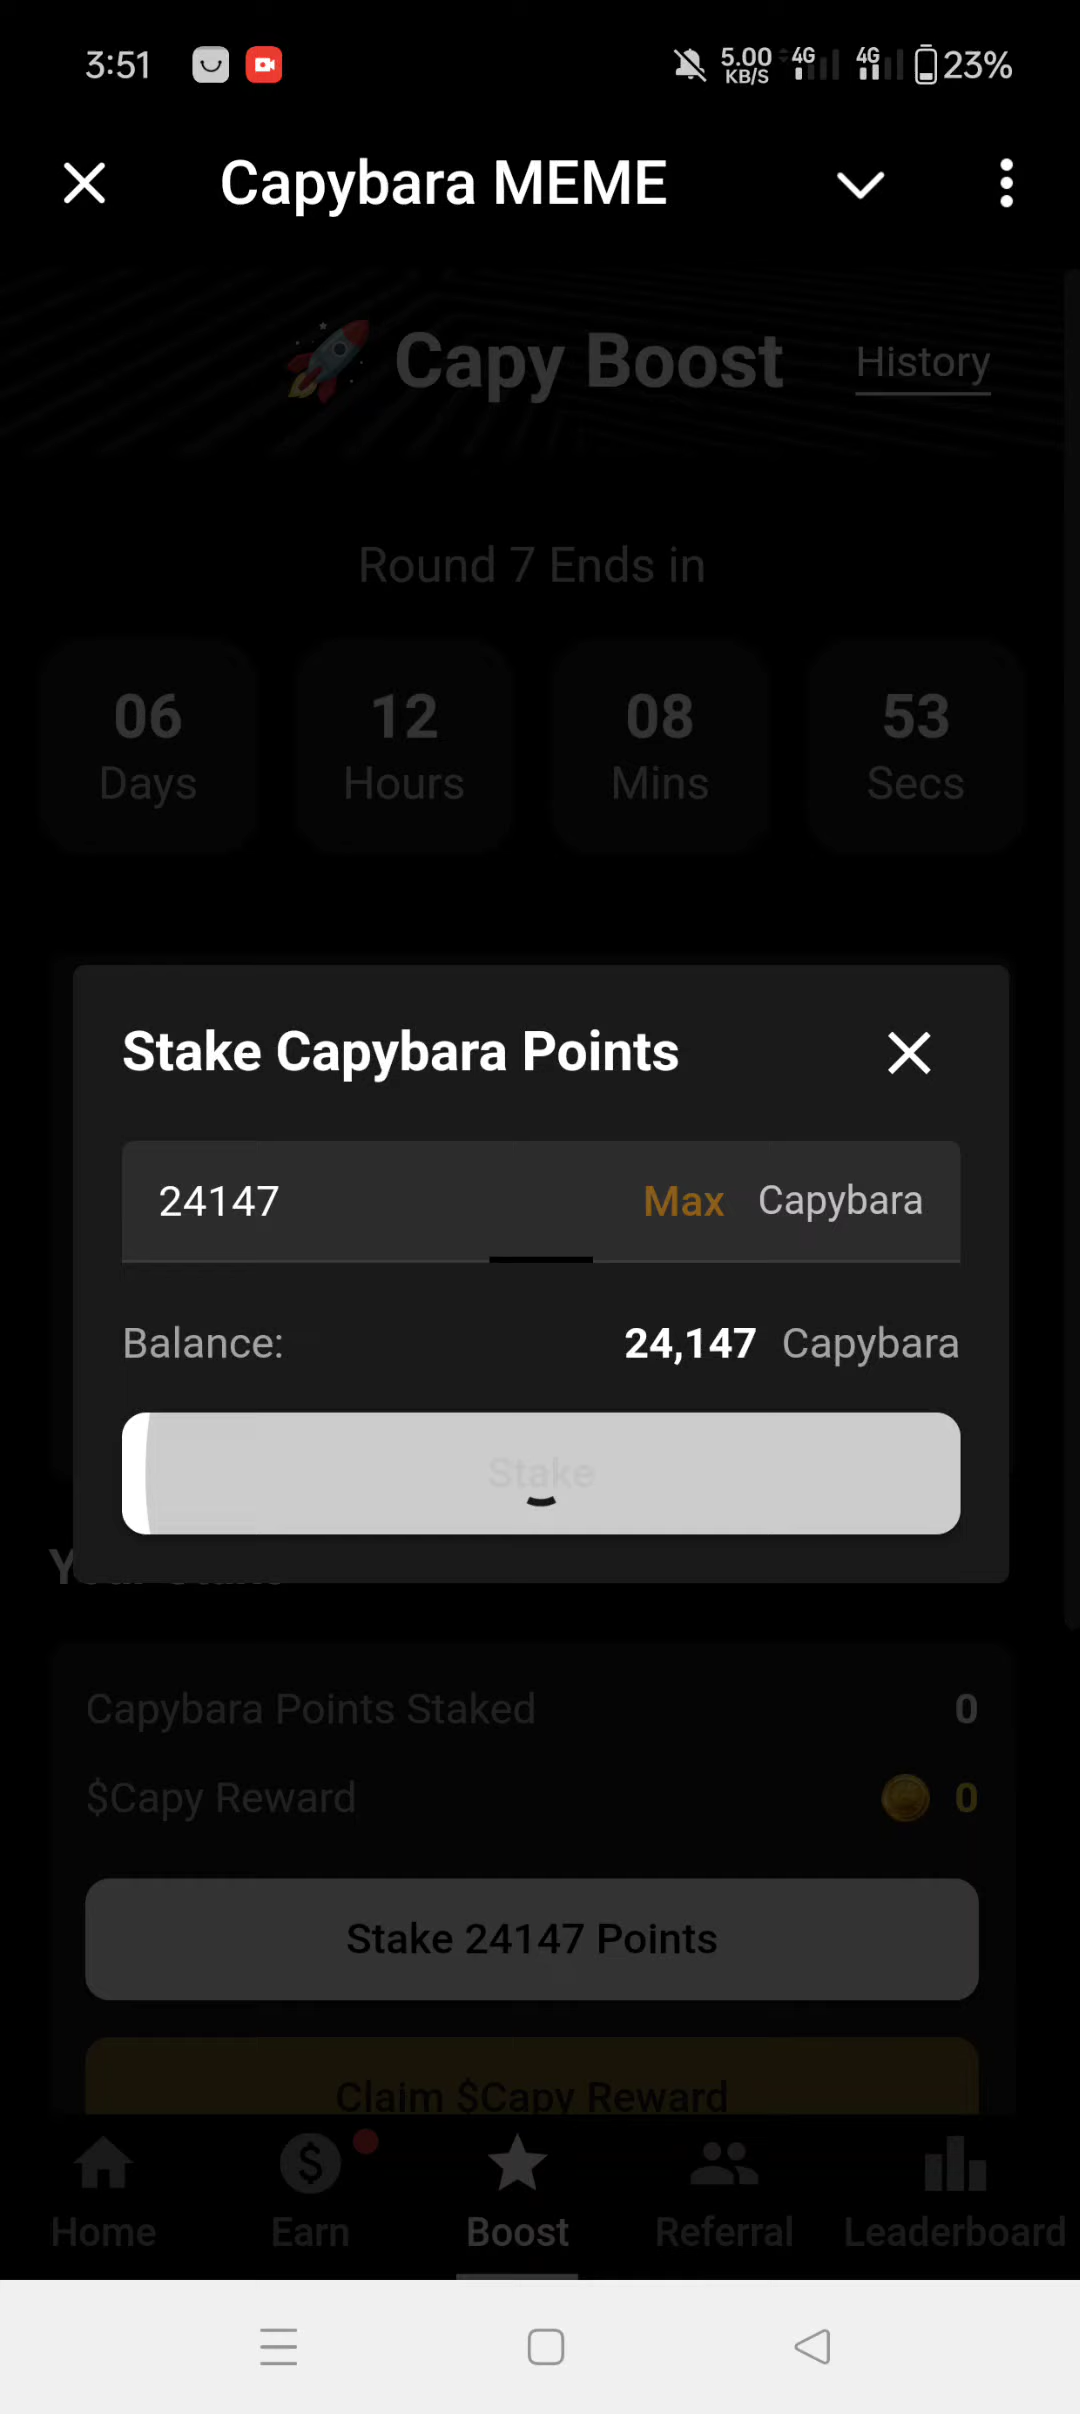 3:51
5.00 KB/S 4G 4G 23%
Capybara MEME
Capy Boost
History
Round 7 Ends in
06 12 08 53
Days Hours Mins Secs
Stake Capybara Points
24147 Max Capybara
Balance: 24,147 Capybara
Stake
Capybara Points Staked 0
$Capy Reward 0
Stake 24147 Points
Claim $Capy Reward
Home Earn Boost Referral Leaderboard